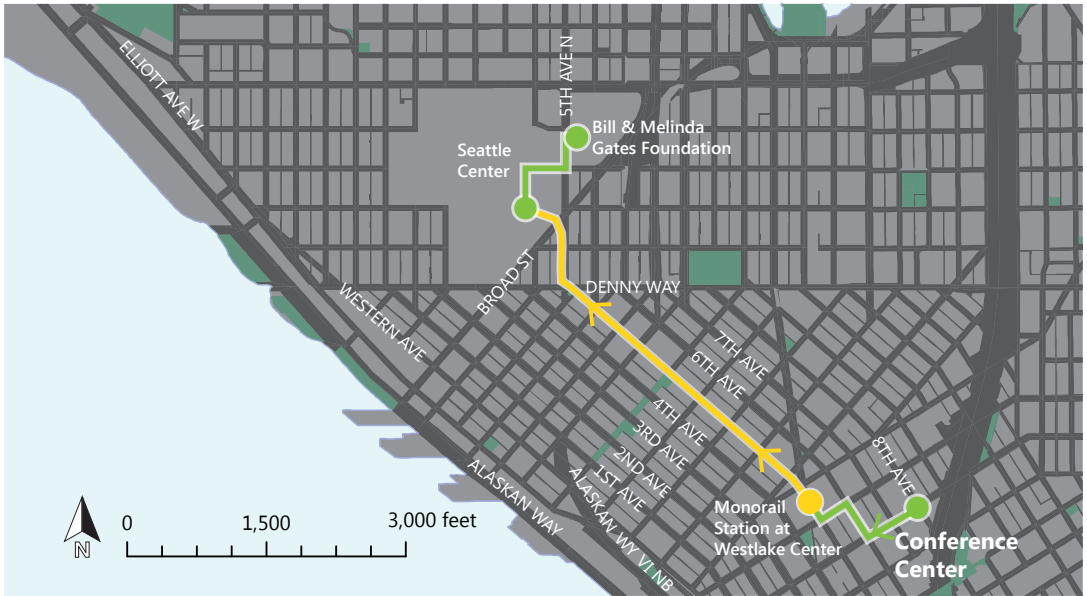 ELLIOTT AVE W
5TH AVE N
Bill & Melinda
Gates Foundation
Seattle
Center
BROAD ST
DENNY WAY
WESTERN AVE
7TH AVE
6TH AVE
4TH AVE
3RD AVE
2ND AVE
1ST AVE
8TH AVE
ALASKAN WAY
ALASKAN WY VI NB
Monorail
Station at
Westlake Center
Conference
Center
0 1,500 3,000 feet
N